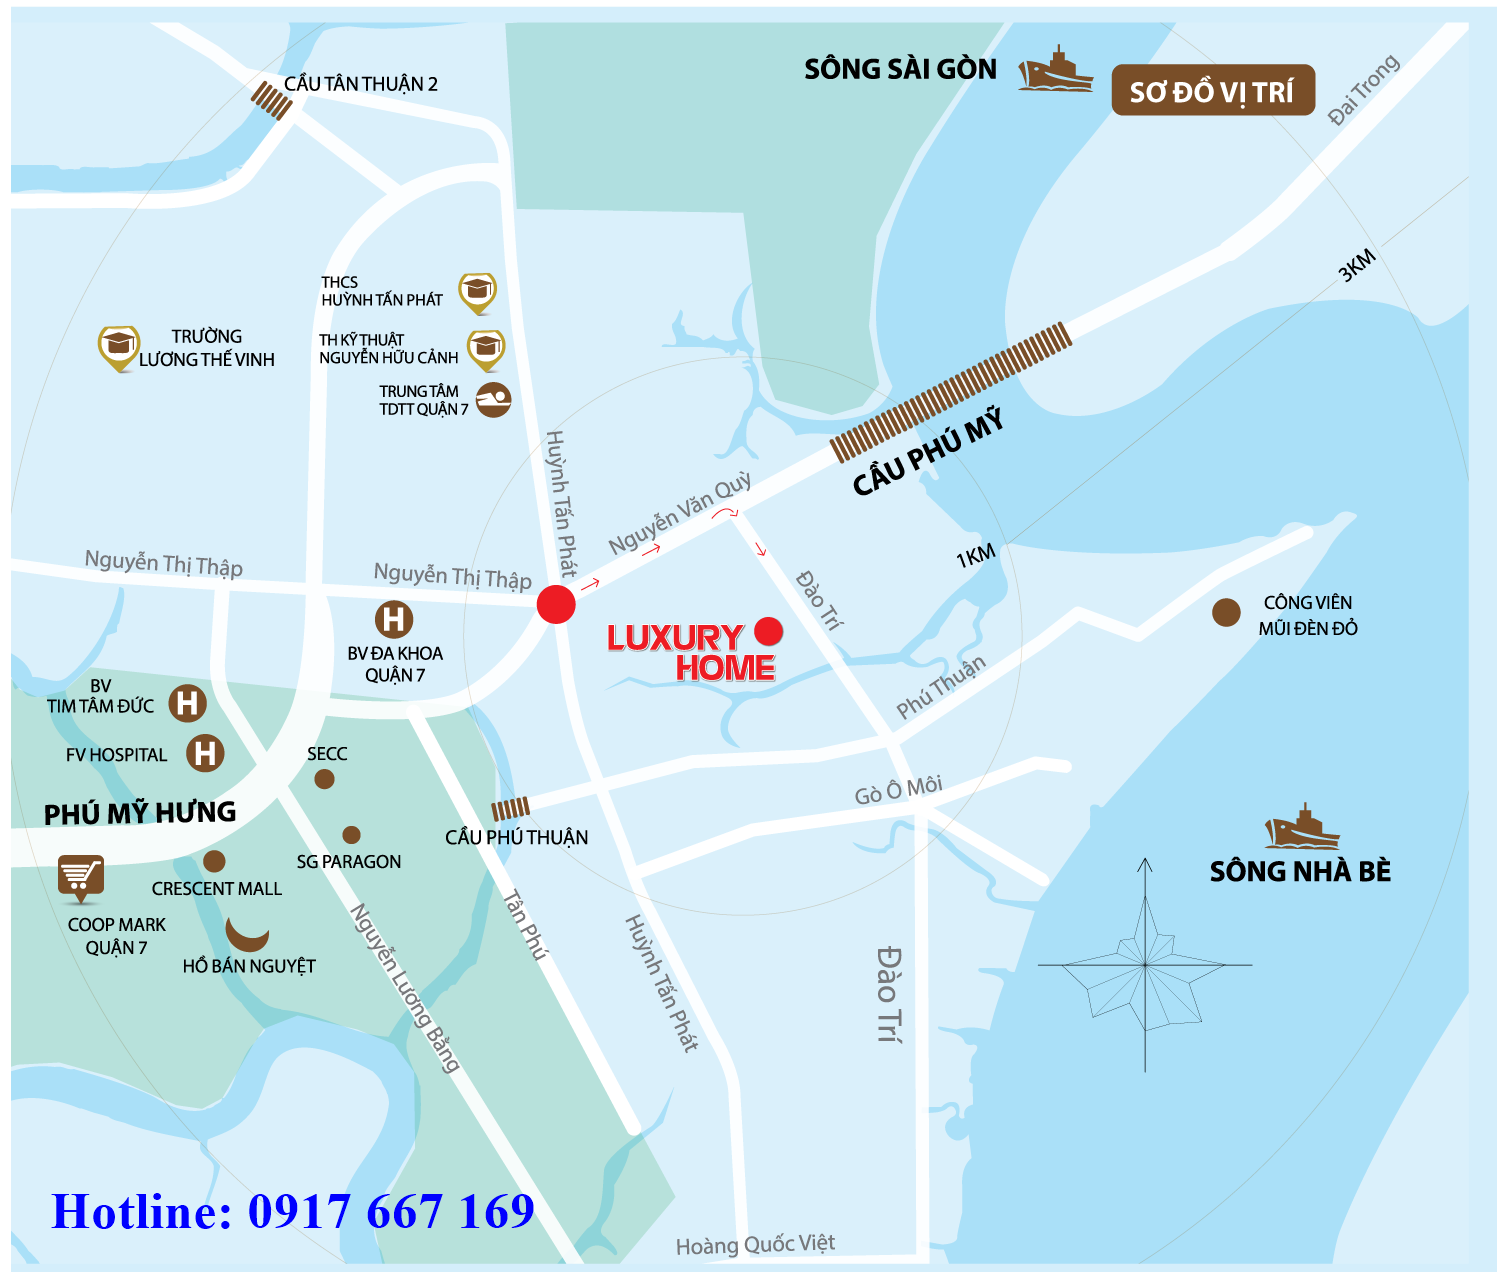 CẦU TÂN THUẬN 2
SÔNG SÀI GÒN
SƠ ĐỒ VỊ TRÍ
Đai Trong
3KM
THCS
HUỲNH TẤN PHÁT
TRƯỜNG
LƯƠNG THẾ VINH
TH KỸ THUẬT
NGUYỄN HỮU CẢNH
TRUNG TÂM
TDTT QUẬN 7
Huỳnh Tấn Phát
CẦU PHÚ MỸ
Nguyễn Văn Quỳ
1KM
Nguyễn Thị Thập
Nguyễn Thị Thập
Đào Trí
H
BV ĐA KHOA
QUẬN 7
LUXURY
HOME
CÔNG VIÊN
MŨI ĐÈN ĐỎ
Phú Thuận
BV
TIM TÂM ĐỨC
H
FV HOSPITAL
H
SECC
PHÚ MỸ HƯNG
Gò Ô Môi
CẦU PHÚ THUẬN
SG PARAGON
CRESCENT MALL
SÔNG NHÀ BÈ
COOP MARK
QUẬN 7
HỒ BÁN NGUYỆT
Nguyễn Lương Bằng
Tân Phú
Huỳnh Tấn Phát
Đào Trí
Hotline: 0917 667 169
Hoàng Quốc Việt